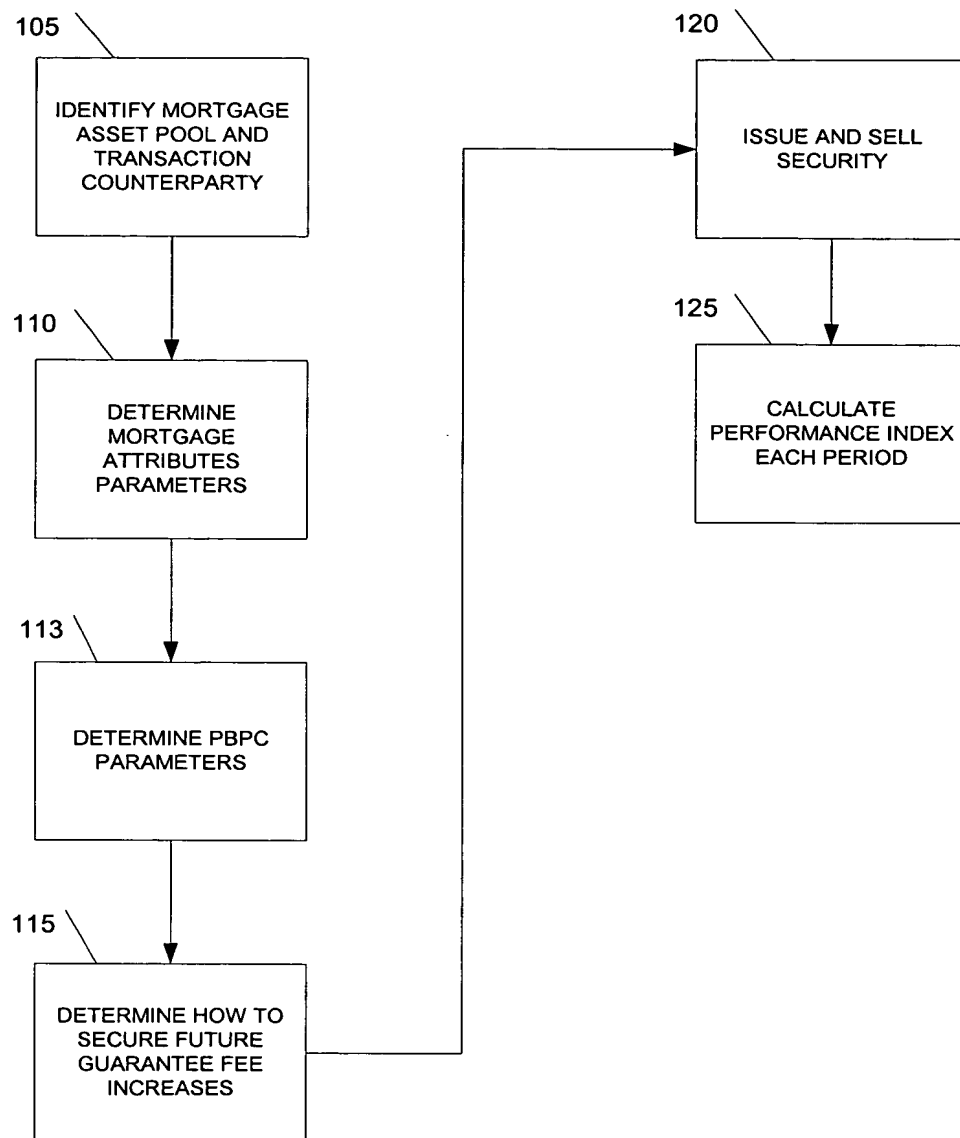 105
IDENTIFY MORTGAGE
ASSET POOL AND
TRANSACTION
COUNTERPARTY
110
DETERMINE
MORTGAGE
ATTRIBUTES
PARAMETERS
113
DETERMINE PBPC
PARAMETERS
115
DETERMINE HOW TO
SECURE FUTURE
GUARANTEE FEE
INCREASES
120
ISSUE AND SELL
SECURITY
125
CALCULATE
PERFORMANCE INDEX
EACH PERIOD